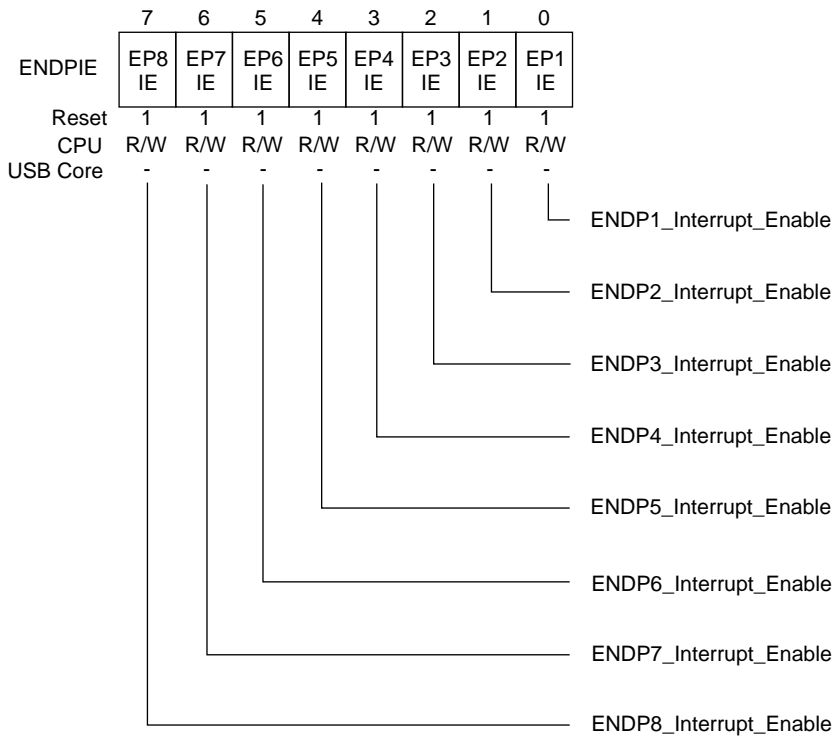 7 6 5 4 3 2 1 0
ENDPIE EP8 IE EP7 IE EP6 IE EP5 IE EP4 IE EP3 IE EP2 IE EP1 IE
Reset 1 1 1 1 1 1 1 1
CPU R/W R/W R/W R/W R/W R/W R/W R/W
USB Core - - - - - - - -
ENDP1_Interrupt_Enable
ENDP2_Interrupt_Enable
ENDP3_Interrupt_Enable
ENDP4_Interrupt_Enable
ENDP5_Interrupt_Enable
ENDP6_Interrupt_Enable
ENDP7_Interrupt_Enable
ENDP8_Interrupt_Enable